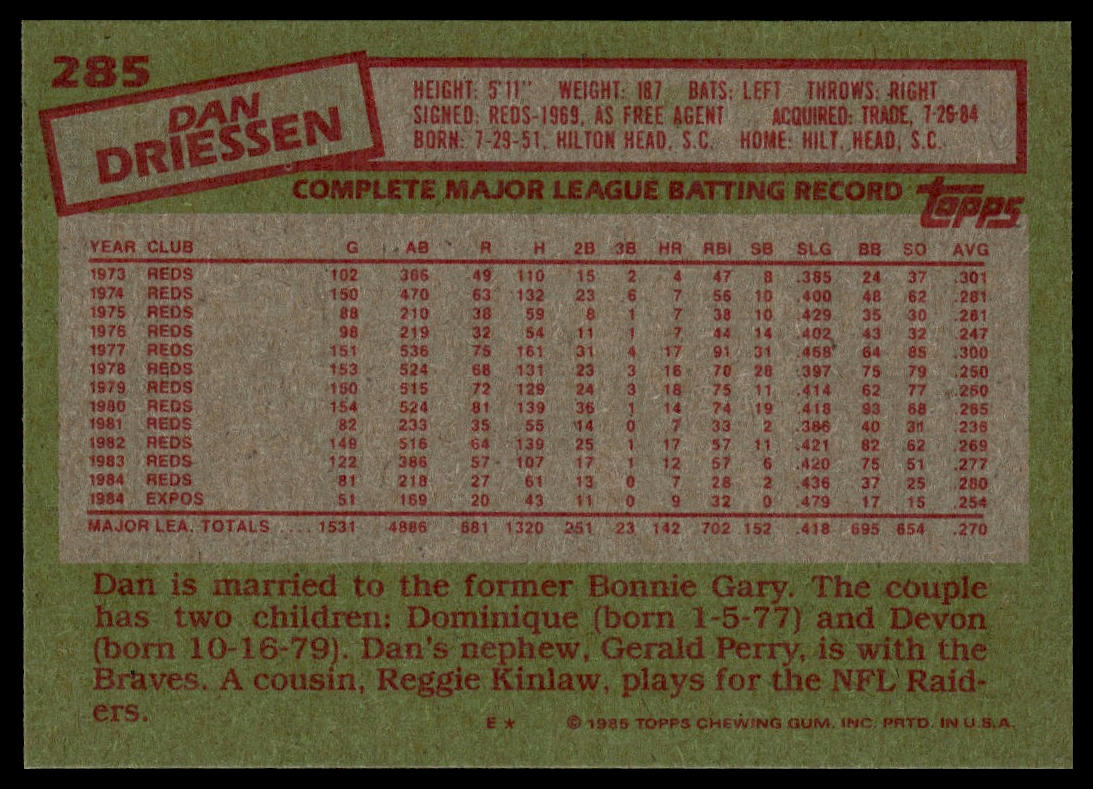 285
DAN
DRIESSEN
HEIGHT: 5'11" WEIGHT: 187 BATS: LEFT THROWS: RIGHT
SIGNED: REDS-1969, AS FREE AGENT ACQUIRED: TRADE, 7-26-84
BORN: 7-29-51, HILTON HEAD, S.C. HOME: HILT. HEAD, S.C.
COMPLETE MAJOR LEAGUE BATTING RECORD
topps
YEAR CLUB G AB R H 2B 3B HR RBI SB SLG BB SO AVG
1973 REDS 102 366 49 110 15 2 4 47 8 .385 24 37 .301
1974 REDS 150 470 63 132 23 6 7 56 10 .400 48 62 .281
1975 REDS 88 210 38 59 8 1 7 38 10 .429 35 30 .281
1976 REDS 98 219 32 54 11 1 7 44 14 .402 43 32 .247
1977 REDS 151 536 75 161 31 4 17 91 31 .468 64 85 .300
1978 REDS 153 524 68 131 23 3 16 70 28 .397 75 79 .250
1979 REDS 150 515 72 129 24 3 18 75 11 .414 62 77 .250
1980 REDS 154 524 81 139 36 1 14 74 19 .418 93 68 .265
1981 REDS 82 233 35 55 14 0 7 33 2 .386 40 31 .236
1982 REDS 149 516 64 139 25 1 17 57 11 .421 82 62 .269
1983 REDS 122 386 57 107 17 1 12 57 6 .420 75 51 .277
1984 REDS 81 218 27 61 13 0 7 28 2 .436 37 25 .280
1984 EXPOS 51 169 20 43 11 0 9 32 0 .479 17 15 .254
MAJOR LEA. TOTALS .... 1531 4886 681 1320 251 23 142 702 152 .418 695 654 .270
Dan is married to the former Bonnie Gary. The couple
has two children: Dominique (born 1-5-77) and Devon
(born 10-16-79). Dan's nephew, Gerald Perry, is with the
Braves. A cousin, Reggie Kinlaw, plays for the NFL Raid-
ers.
E* © 1985 TOPPS CHEWING GUM, INC. PRTD. IN U.S.A.